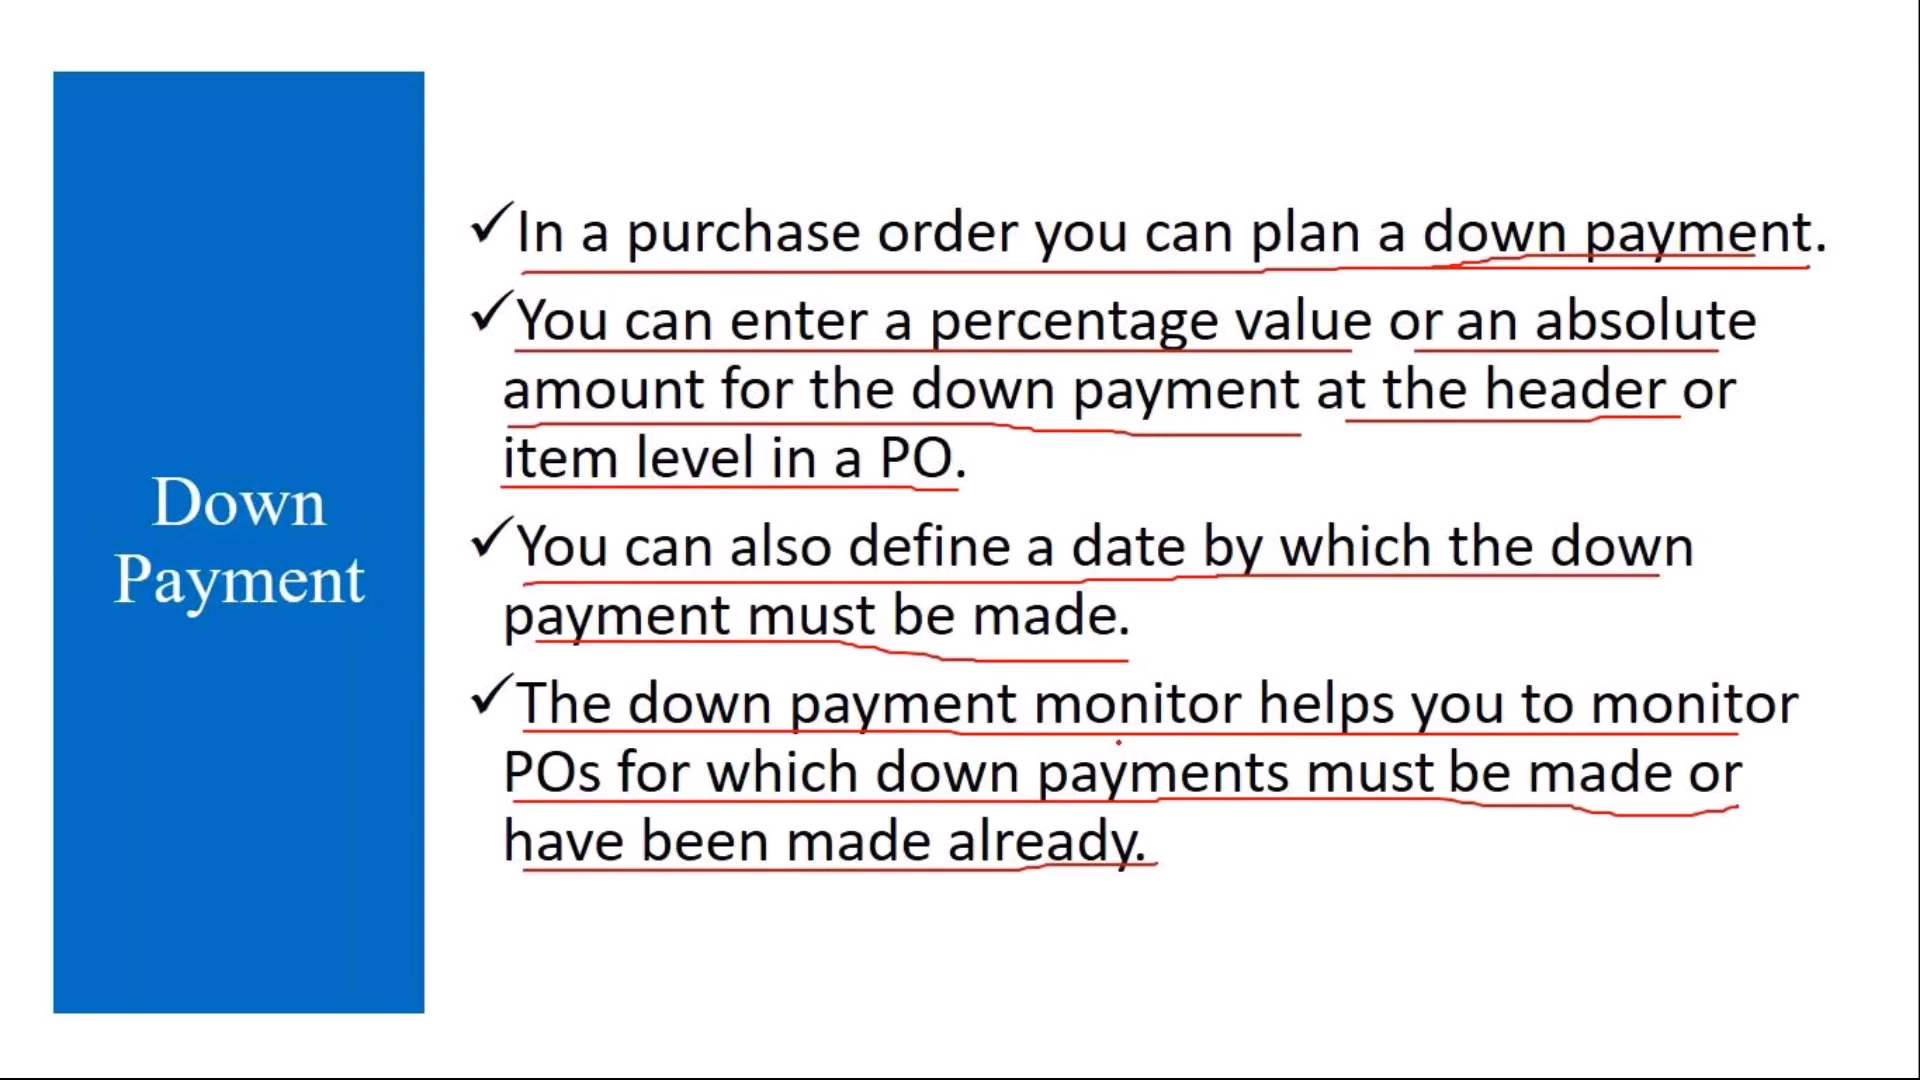 Down
Payment
✓In a purchase order you can plan a down payment.
✓You can enter a percentage value or an absolute
amount for the down payment at the header or
item level in a PO.
✓You can also define a date by which the down
payment must be made.
✓The down payment monitor helps you to monitor
POs for which down payments must be made or
have been made already.